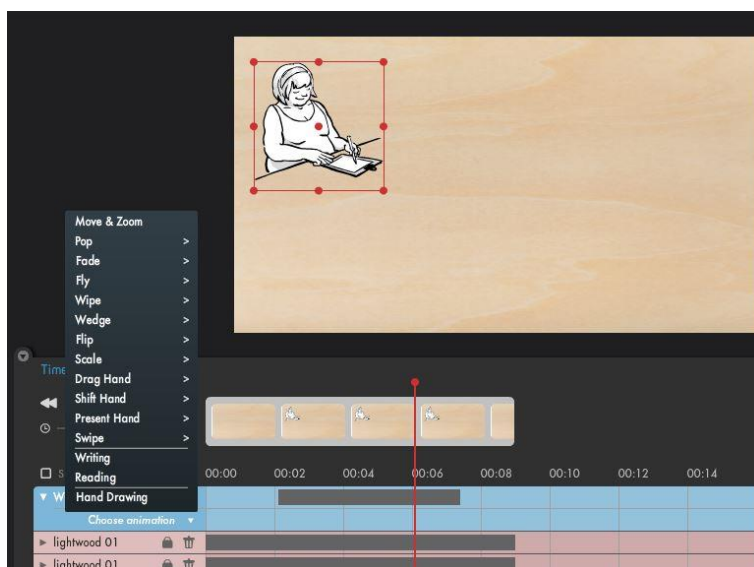 Move & Zoom
Pop >
Fade >
Fly >
Wipe >
Wedge >
Flip >
Scale >
Drag Hand >
Shift Hand >
Present Hand >
Swipe >
Writing
Reading
Hand Drawing
Time
00:00 00:02 00:04 00:06 00:08 00:10 00:12 00:14
Choose animation
lightwood 01
lightwood 01